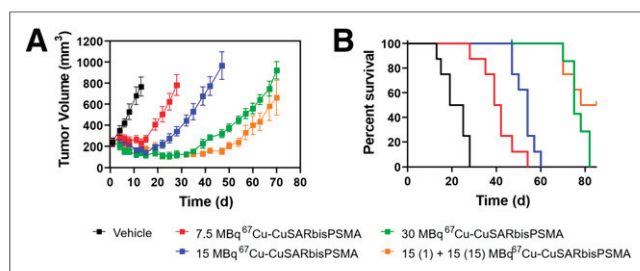 A
B
Tumor Volume (mm³)
1200
1000
800
600
400
200
0
0 10 20 30 40 50 60 70 80
Time (d)
Percent survival
100
80
60
40
20
0
0 20 40 60 80
Time (d)
Vehicle
7.5 MBq ⁶⁷Cu-CuSARbisPSMA
30 MBq ⁶⁷Cu-CuSARbisPSMA
15 MBq ⁶⁷Cu-CuSARbisPSMA
15 (1) + 15 (15) MBq ⁶⁷Cu-CuSARbisPSMA